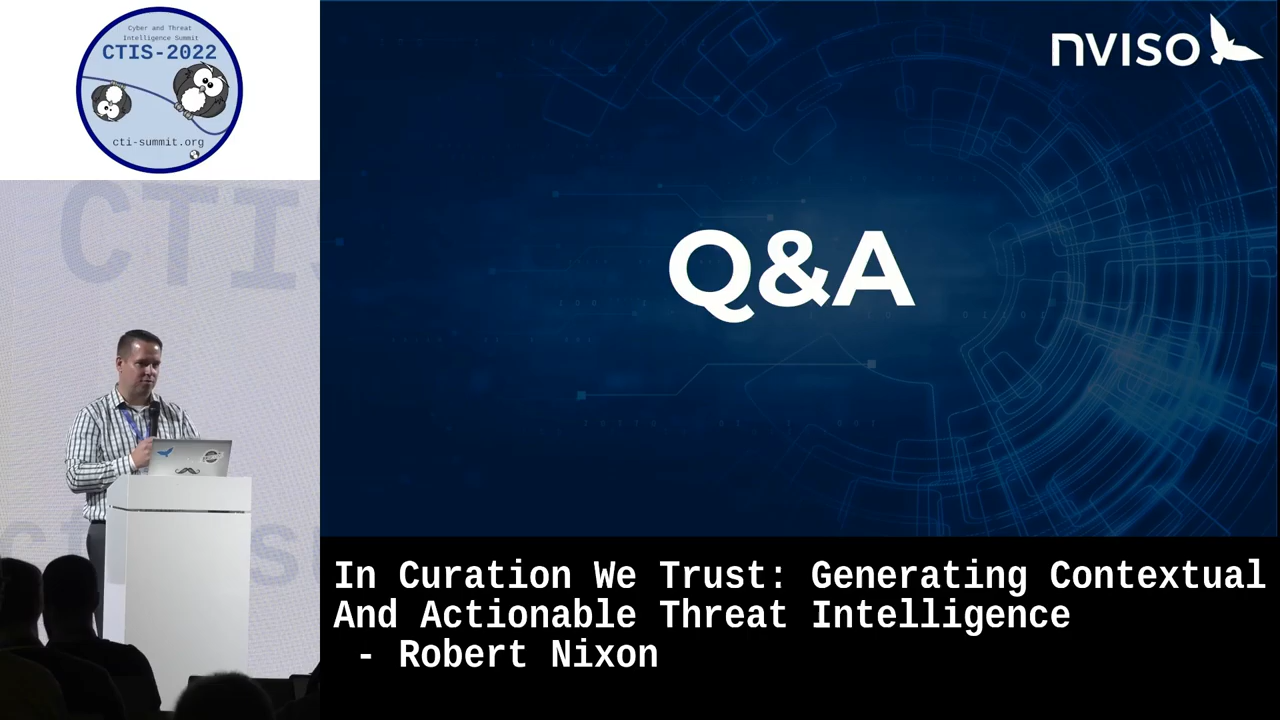 Cyber and Threat
Intelligence Summit
CTIS-2022
cti-summit.org
nviso
Q&A
CTIS
In Curation We Trust: Generating Contextual
And Actionable Threat Intelligence
- Robert Nixon